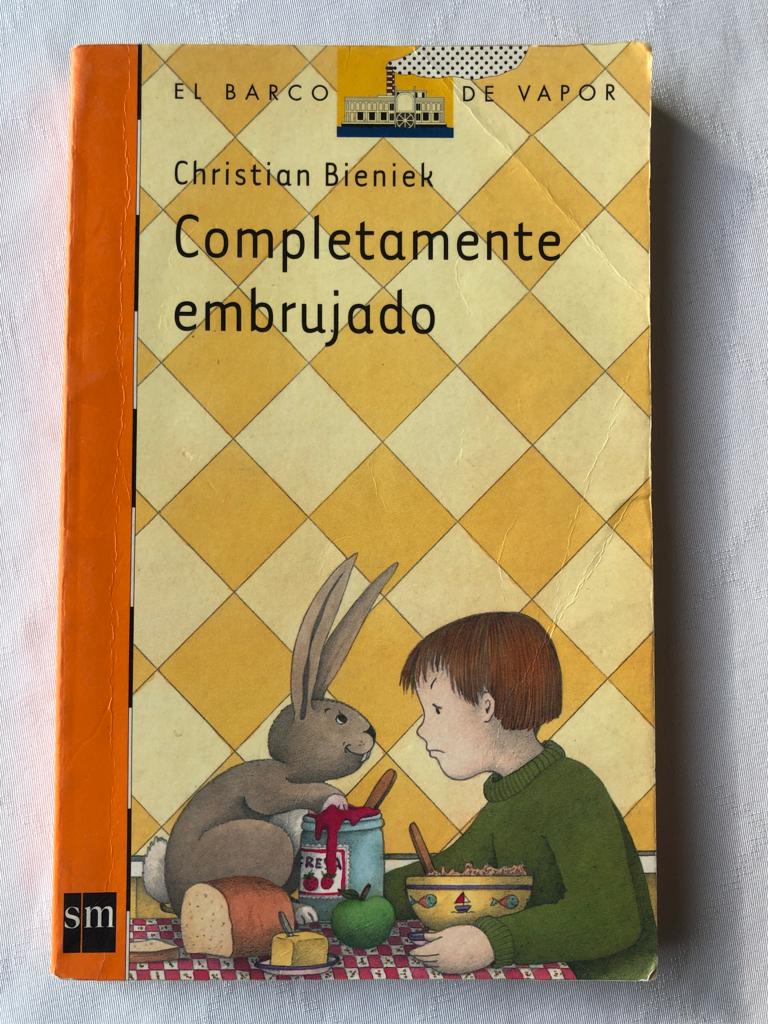 EL BARCO DE VAPOR
Christian Bieniek
Completamente
embrujado
FRESA
sm